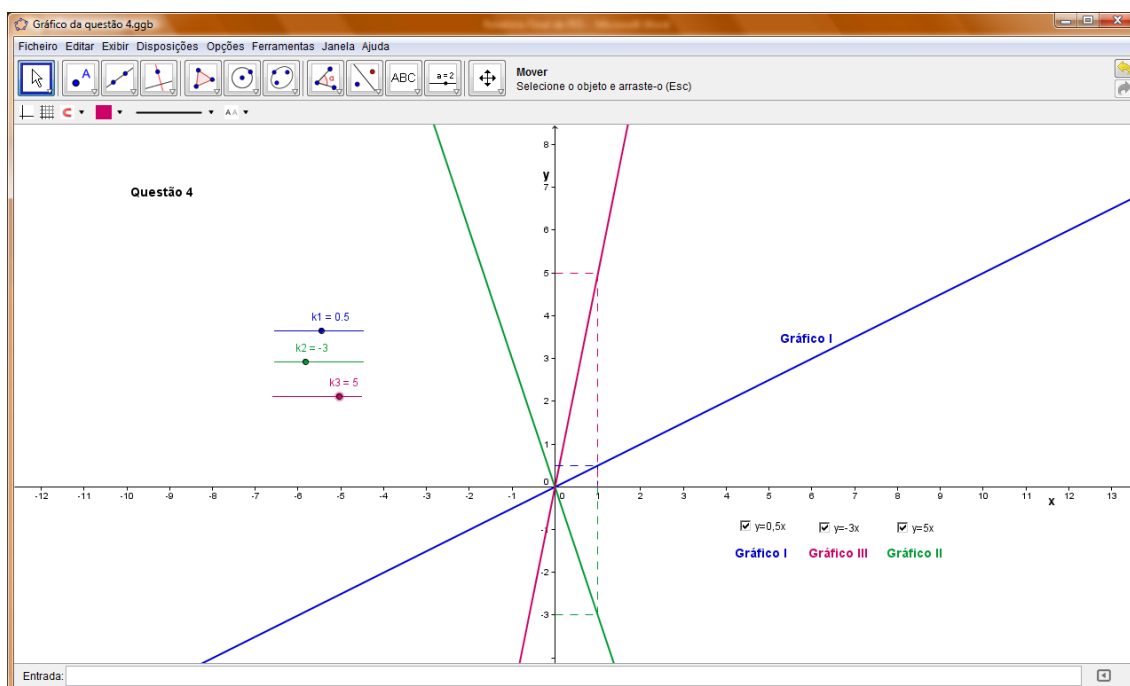 Gráfico da questão 4.ggb
Ficheiro Editar Exibir Disposições Opções Ferramentas Janela Ajuda
A
ABC
a=2
Mover
Selecione o objeto e arraste-o (Esc)
A A
Questão 4
y
8
7
6
5
4
3
2
1
0
-1
-2
-3
k1 = 0.5
k2 = -3
k3 = 5
Gráfico I
-12 -11 -10 -9 -8 -7 -6 -5 -4 -3 -2 -1 0 1 2 3 4 5 6 7 8 9 10 11 12 13
x
y=0,5x y=-3x y=5x
Gráfico I Gráfico III Gráfico II
Entrada: